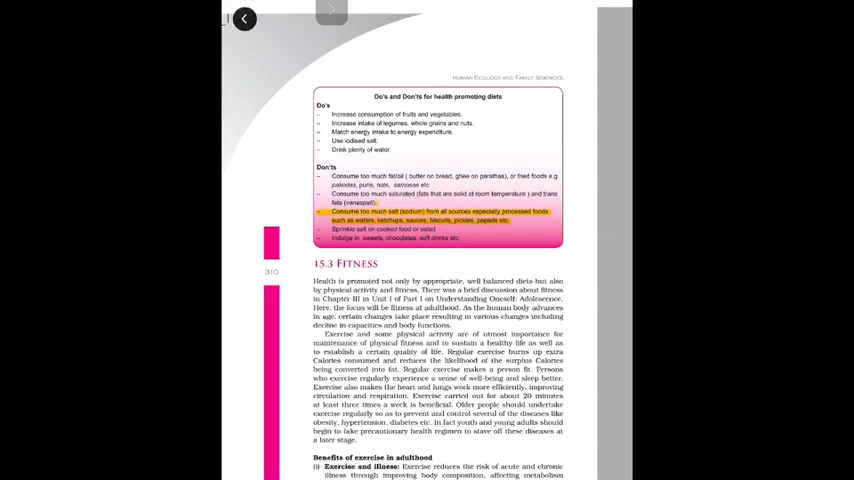 HUMAN ECOLOGY AND FAMILY SCIENCES
Do's and Don'ts for health promoting diets
Do's
– Increase consumption of fruits and vegetables.
– Increase intake of legumes, whole grains and nuts.
– Match energy intake to energy expenditure.
– Use iodised salt.
– Drink plenty of water.
Don'ts
– Consume too much fat/oil ( butter on bread, ghee on parathas), or fried foods e.g
pakodas, puris, nuts, samosas etc
– Consume too much saturated (fats that are solid at room temperature ) and trans
fats (vanaspati).
– Consume too much salt (sodium) from all sources especially processed foods
such as wafers, ketchups, sauces, biscuits, pickles, papads etc.
– Sprinkle salt on cooked food or salad
– Indulge in sweets, chocolates, soft drinks etc
15.3 FITNESS
310
Health is promoted not only by appropriate, well balanced diets but also
by physical activity and fitness. There was a brief discussion about fitness
in Chapter III in Unit I of Part I on Understanding Oneself: Adolescence.
Here, the focus will be fitness at adulthood. As the human body advances
in age, certain changes take place resulting in various changes including
decline in capacities and body functions.
Exercise and some physical activity are of utmost importance for
maintenance of physical fitness and to sustain a healthy life as well as
to establish a certain quality of life. Regular exercise burns up extra
Calories consumed and reduces the likelihood of the surplus Calories
being converted into fat. Regular exercise makes a person fit. Persons
who exercise regularly experience a sense of well-being and sleep better.
Exercise also makes the heart and lungs work more efficiently, improving
circulation and respiration. Exercise carried out for about 20 minutes
at least three times a week is beneficial. Older people should undertake
exercise regularly so as to prevent and control several of the diseases like
obesity, hypertension, diabetes etc. In fact youth and young adults should
begin to take precautionary health regimen to stave off these diseases at
a later stage.
Benefits of exercise in adulthood
(i) Exercise and illness: Exercise reduces the risk of acute and chronic
illness through improving body composition, affecting metabolism